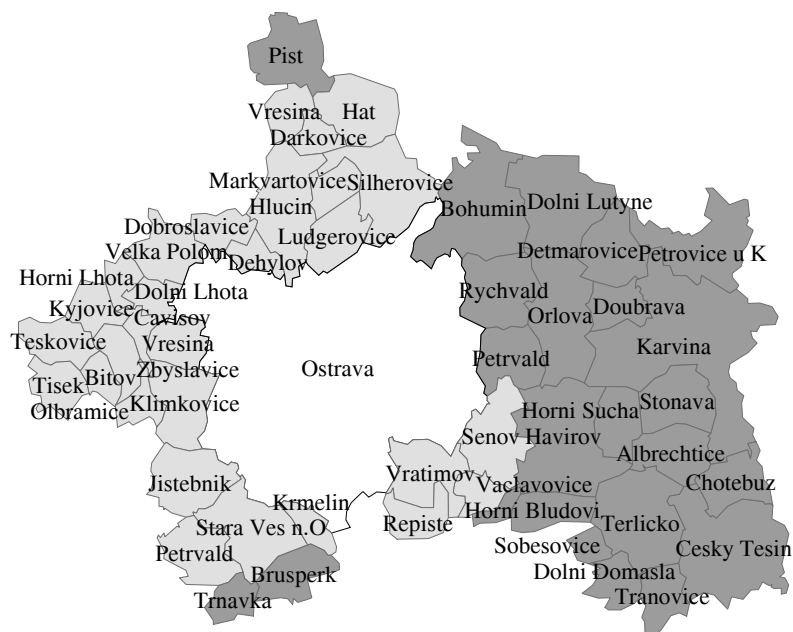 Pist
Vresina
Hat
Darkovice
Markvartovice
Silherovice
Hlucin
Bohumin
Dolni Lutyne
Dobroslavice
Ludgerovice
Velka Polom
Dehylov
Detmarovice
Petrovice u K
Horni Lhota
Dolni Lhota
Rychvald
Kyjovice
Cavisov
Orlova
Doubrava
Teskovice
Vresina
Karvina
Petrvald
Ostrava
Zbyslavice
Tisek
Bitov
Olbramice
Klimkovice
Horni Sucha
Stonava
Senov
Havirov
Albrechtice
Vratimov
Jistebnik
Vaclavovice
Chotebuz
Krmelin
Horni Bludovi
Stara Ves n.O
Repiste
Terlicko
Petrvald
Sobesovice
Cesky Tesin
Brusperk
Dolni Domasla
Trnavka
Tranovice